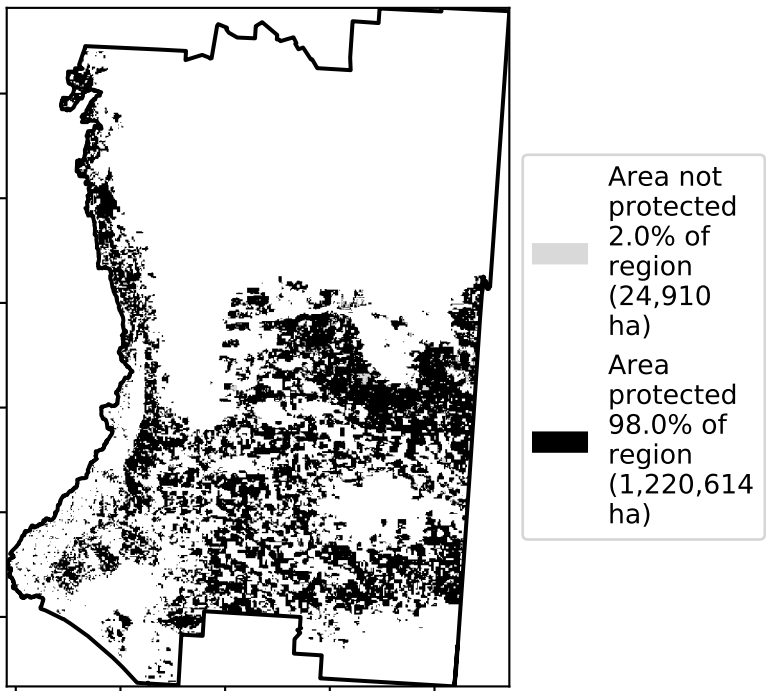 Area not
protected
2.0% of
region
(24,910
ha)
Area
protected
98.0% of
region
(1,220,614
ha)